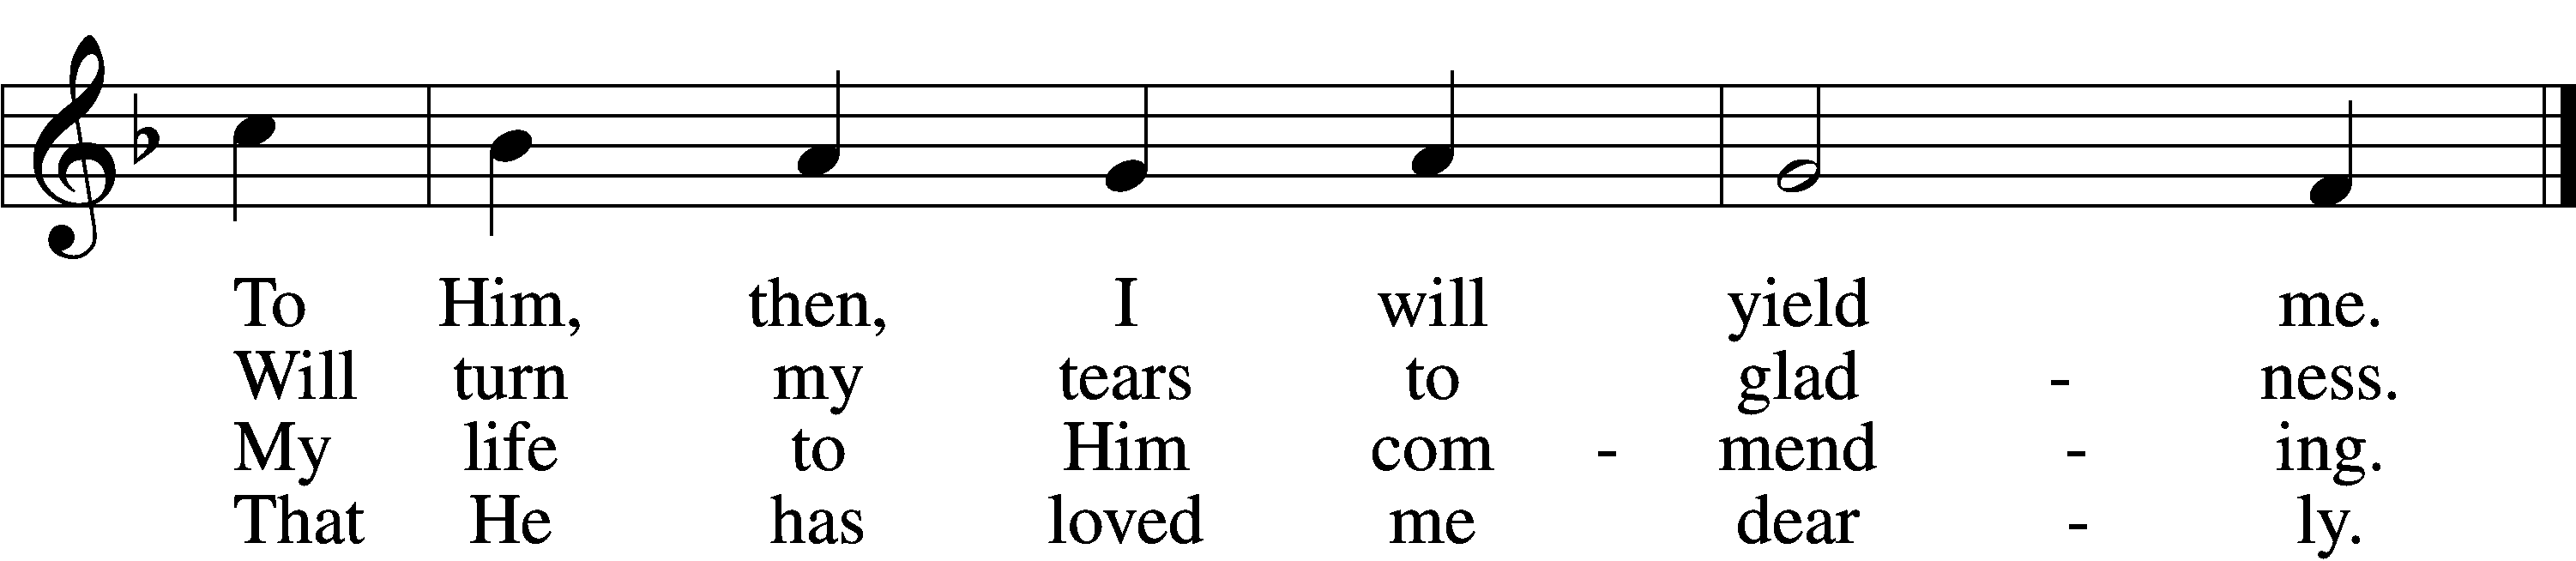 To Him, then, I will yield me.
Will turn my tears to glad - ness.
My life to Him com - mend - ing.
That He has loved me dear - ly.